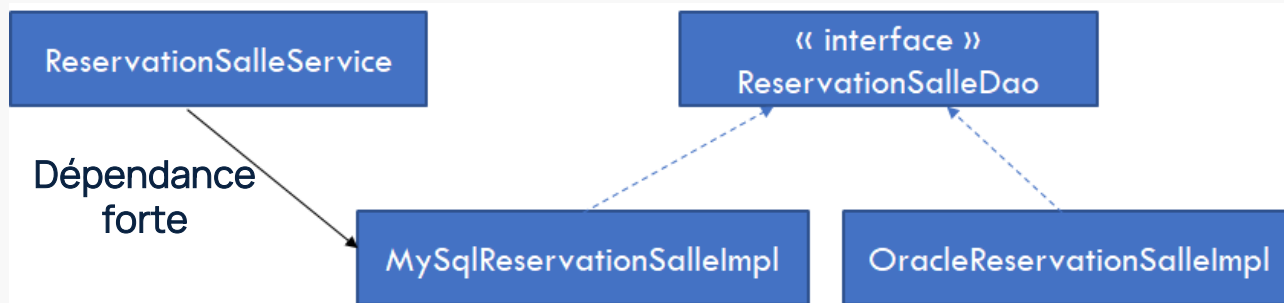 ReservationSalleService
« interface »
ReservationSalleDao
Dépendance
forte
MySqlReservationSalleImpl
OracleReservationSalleImpl